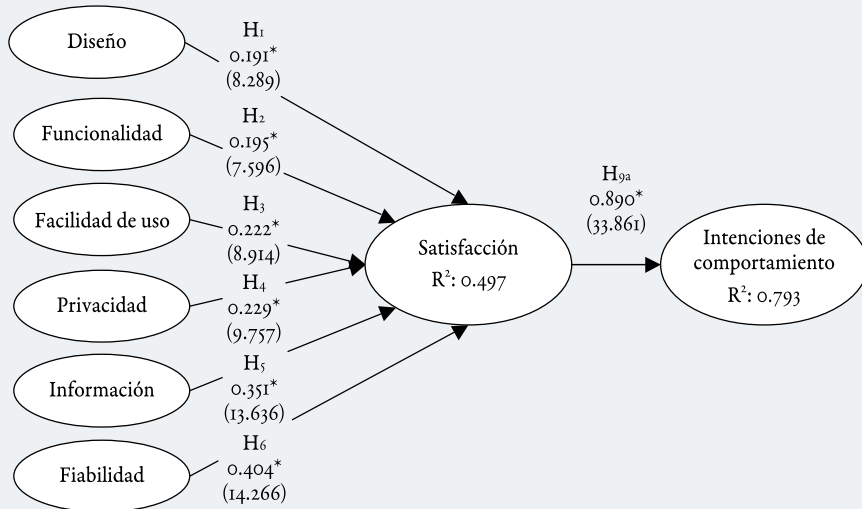 Diseño
H1
0.191*
(8.289)
Funcionalidad
H2
0.195*
(7.596)
Facilidad de uso
H3
0.222*
(8.914)
Privacidad
H4
0.229*
(9.757)
Información
H5
0.351*
(13.636)
Fiabilidad
H6
0.404*
(14.266)
Satisfacción
R²: 0.497
H9a
0.890*
(33.861)
Intenciones de
comportamiento
R²: 0.793